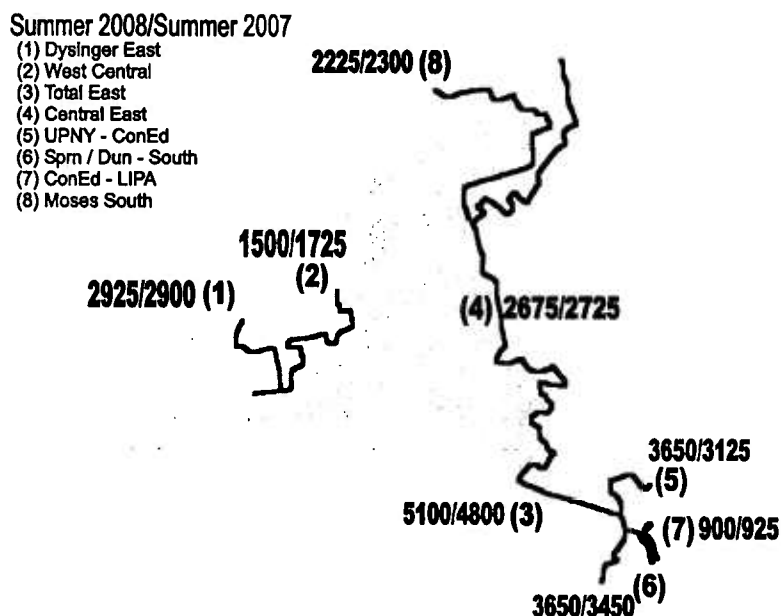 Summer 2008/Summer 2007
(1) Dysinger East
(2) West Central
(3) Total East
(4) Central East
(5) UPNY - ConEd
(6) Sprn / Dun - South
(7) ConEd - LIPA
(8) Moses South
2225/2300 (8)
1500/1725
(2)
2925/2900 (1)
(4) 2675/2725
3650/3125
(5)
5100/4800 (3)
(7) 900/925
(6)
3650/3450